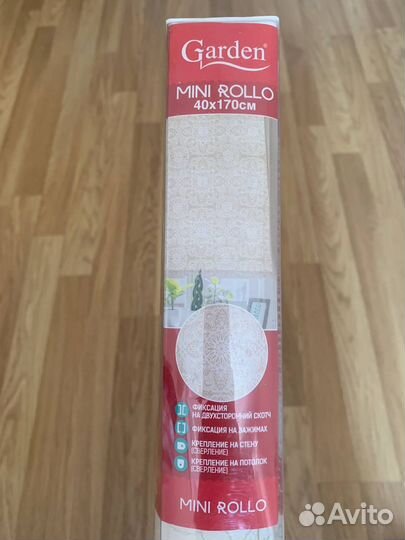 Garden®
MINI ROLLO
40х170см
ФИКСАЦИЯ
НА ДВУХСТОРОННИЙ СКОТЧ
ФИКСАЦИЯ НА ЗАЖИМАХ
КРЕПЛЕНИЕ НА СТЕНУ
(СВЕРЛЕНИЕ)
КРЕПЛЕНИЕ НА ПОТОЛОК
(СВЕРЛЕНИЕ)
MINI ROLLO
Avito